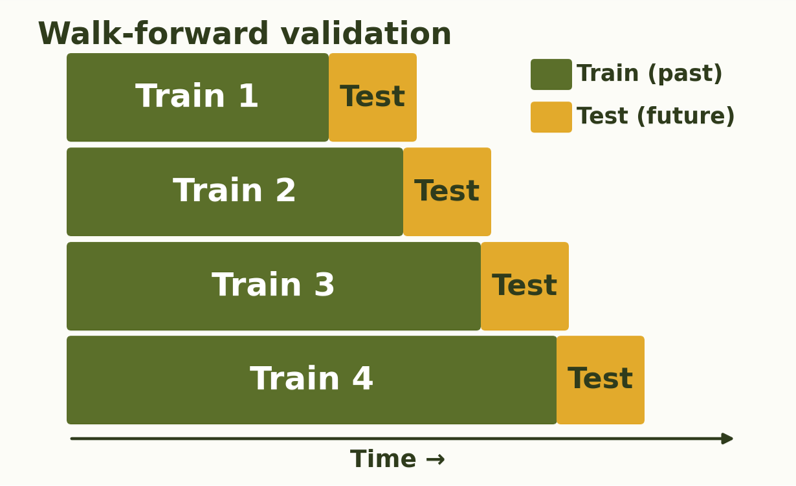 Walk-forward validation
Train 1
Test
Train (past)
Test (future)
Train 2
Test
Train 3
Test
Train 4
Test
Time →